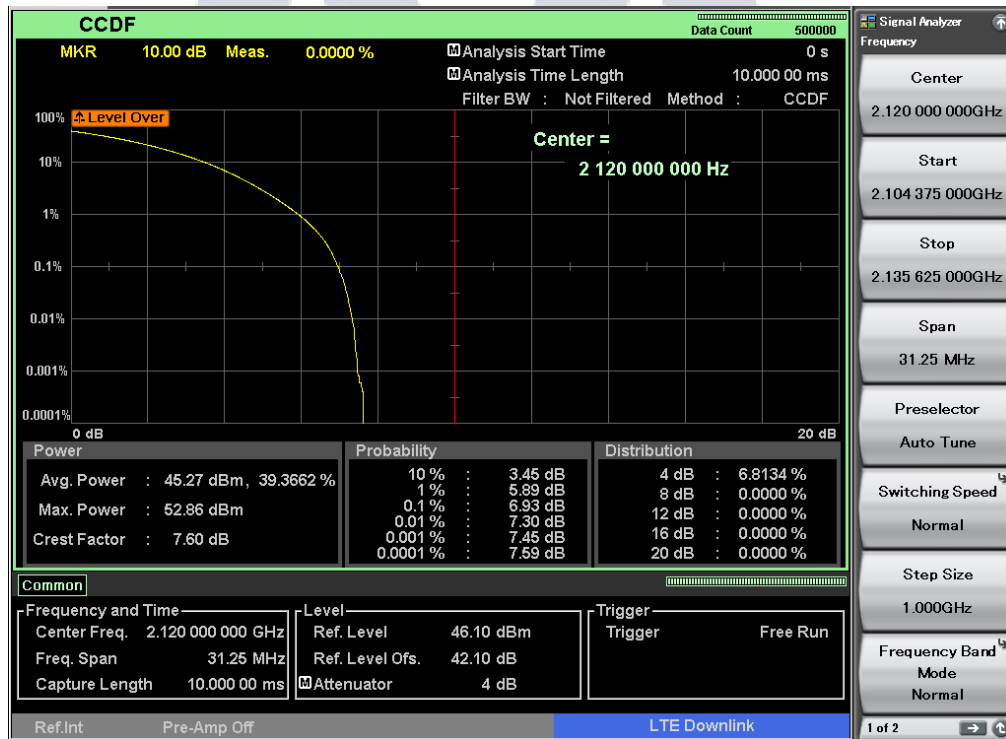 CCDF
Data Count 500000
MKR 10.00 dB Meas. 0.0000 %
M Analysis Start Time 0 s
M Analysis Time Length 10.000 00 ms
Filter BW : Not Filtered Method : CCDF
Level Over
Center =
2 120 000 000 Hz
100%
10%
1%
0.1%
0.01%
0.001%
0.0001%
0 dB 20 dB
Power
Avg. Power : 45.27 dBm, 39.3662 %
Max. Power : 52.86 dBm
Crest Factor : 7.60 dB
Probability
10 % : 3.45 dB
1 % : 5.89 dB
0.1 % : 6.93 dB
0.01 % : 7.30 dB
0.001 % : 7.45 dB
0.0001 % : 7.59 dB
Distribution
4 dB : 6.8134 %
8 dB : 0.0000 %
12 dB : 0.0000 %
16 dB : 0.0000 %
20 dB : 0.0000 %
Common
Frequency and Time
Center Freq. 2.120 000 000 GHz
Freq. Span 31.25 MHz
Capture Length 10.000 00 ms
Level
Ref. Level 46.10 dBm
Ref. Level Ofs. 42.10 dB
M Attenuator 4 dB
Trigger
Trigger Free Run
Ref.Int Pre-Amp Off LTE Downlink
Signal Analyzer
Frequency
Center
2.120 000 000GHz
Start
2.104 375 000GHz
Stop
2.135 625 000GHz
Span
31.25 MHz
Preselector
Auto Tune
Switching Speed
Normal
Step Size
1.000GHz
Frequency Band
Mode
Normal
1 of 2